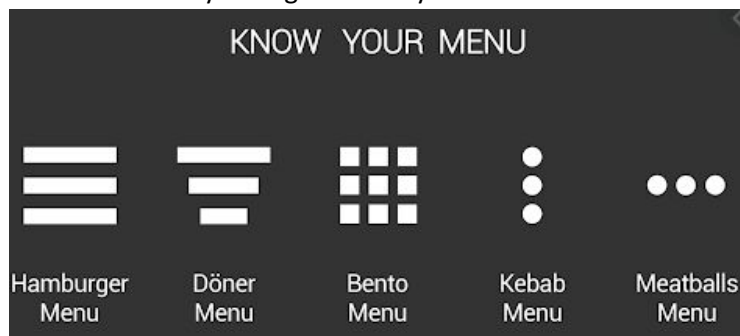 KNOW YOUR MENU
Hamburger Menu
Döner Menu
Bento Menu
Kebab Menu
Meatballs Menu